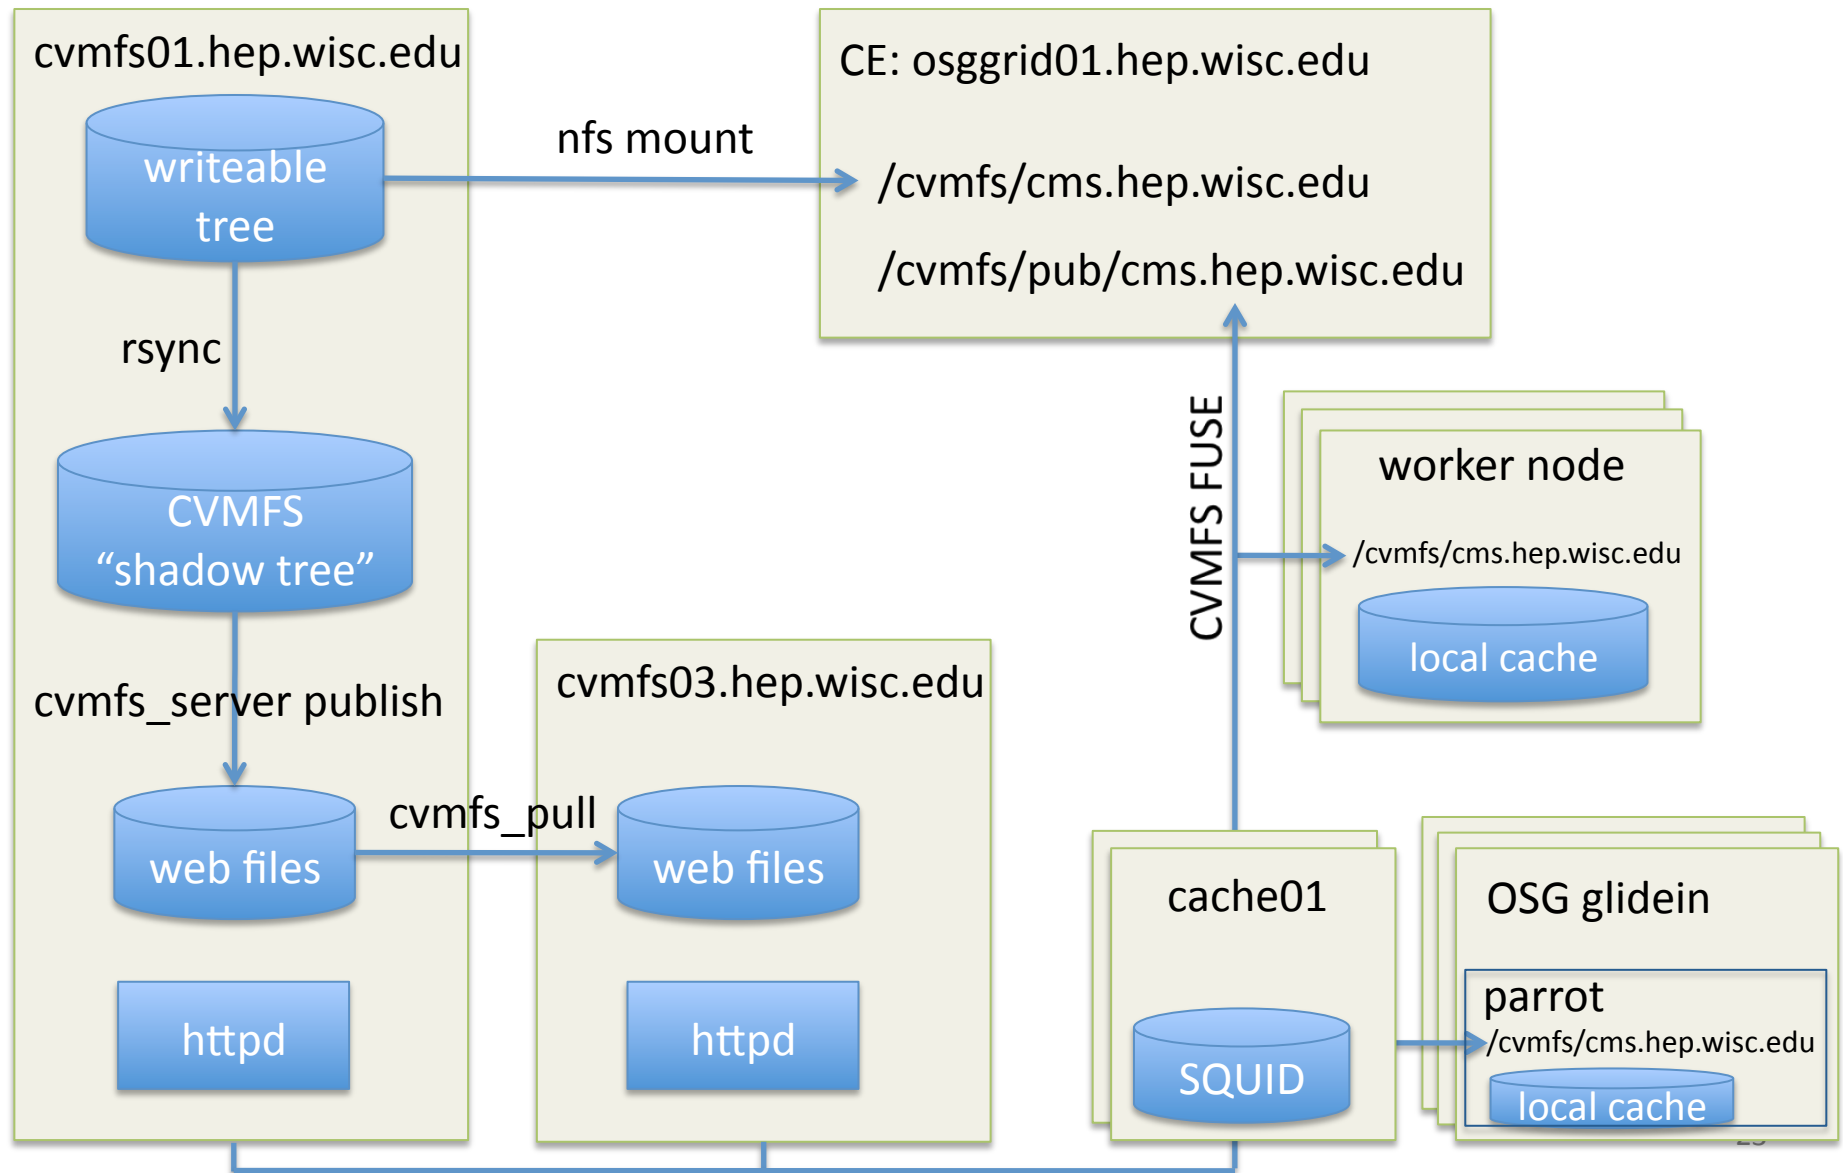 cvmfs01.hep.wisc.edu
writeable
tree
nfs mount
CE: osggrid01.hep.wisc.edu
/cvmfs/cms.hep.wisc.edu
/cvmfs/pub/cms.hep.wisc.edu
rsync
CVMFS
“shadow tree”
CVMFS FUSE
worker node
/cvmfs/cms.hep.wisc.edu
local cache
cvmfs_server publish
cvmfs03.hep.wisc.edu
web files
cvmfs_pull
web files
httpd
httpd
cache01
SQUID
OSG glidein
parrot
/cvmfs/cms.hep.wisc.edu
local cache